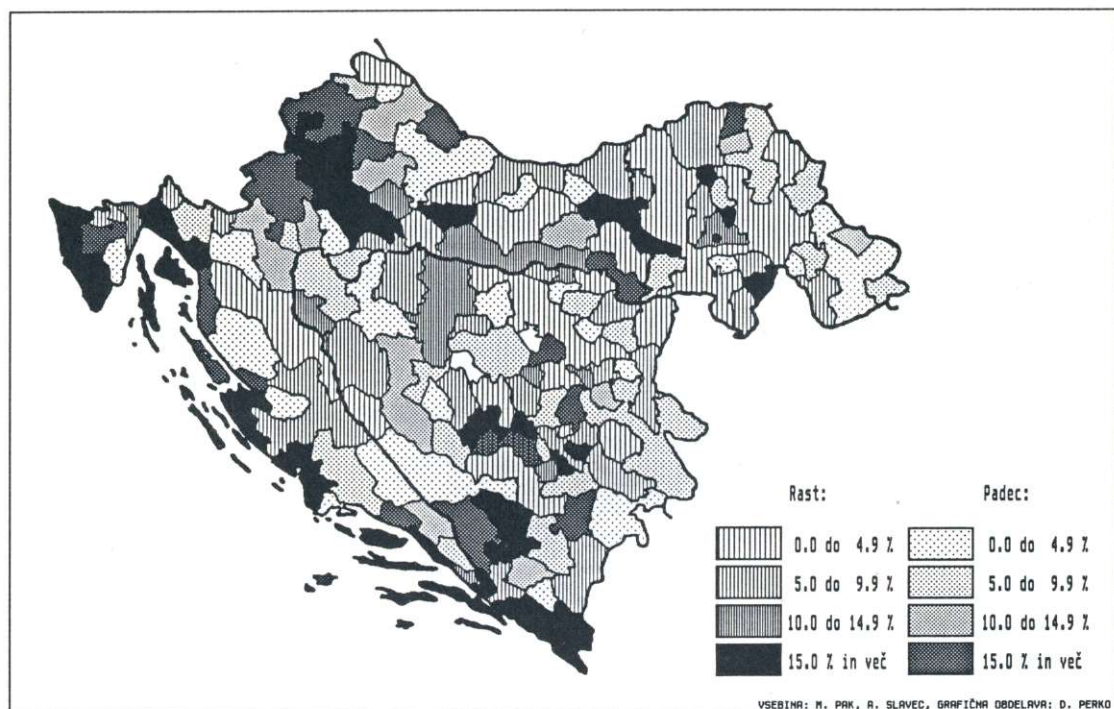 Rast: Padec:
0.0 do 4.9 % 0.0 do 4.9 %
5.0 do 9.9 % 5.0 do 9.9 %
10.0 do 14.9 % 10.0 do 14.9 %
15.0 % in več 15.0 % in več
VSEBINA: M. PAK, A. SLAVEC, GRAFIČNA OBDELAVA: D. PERKO